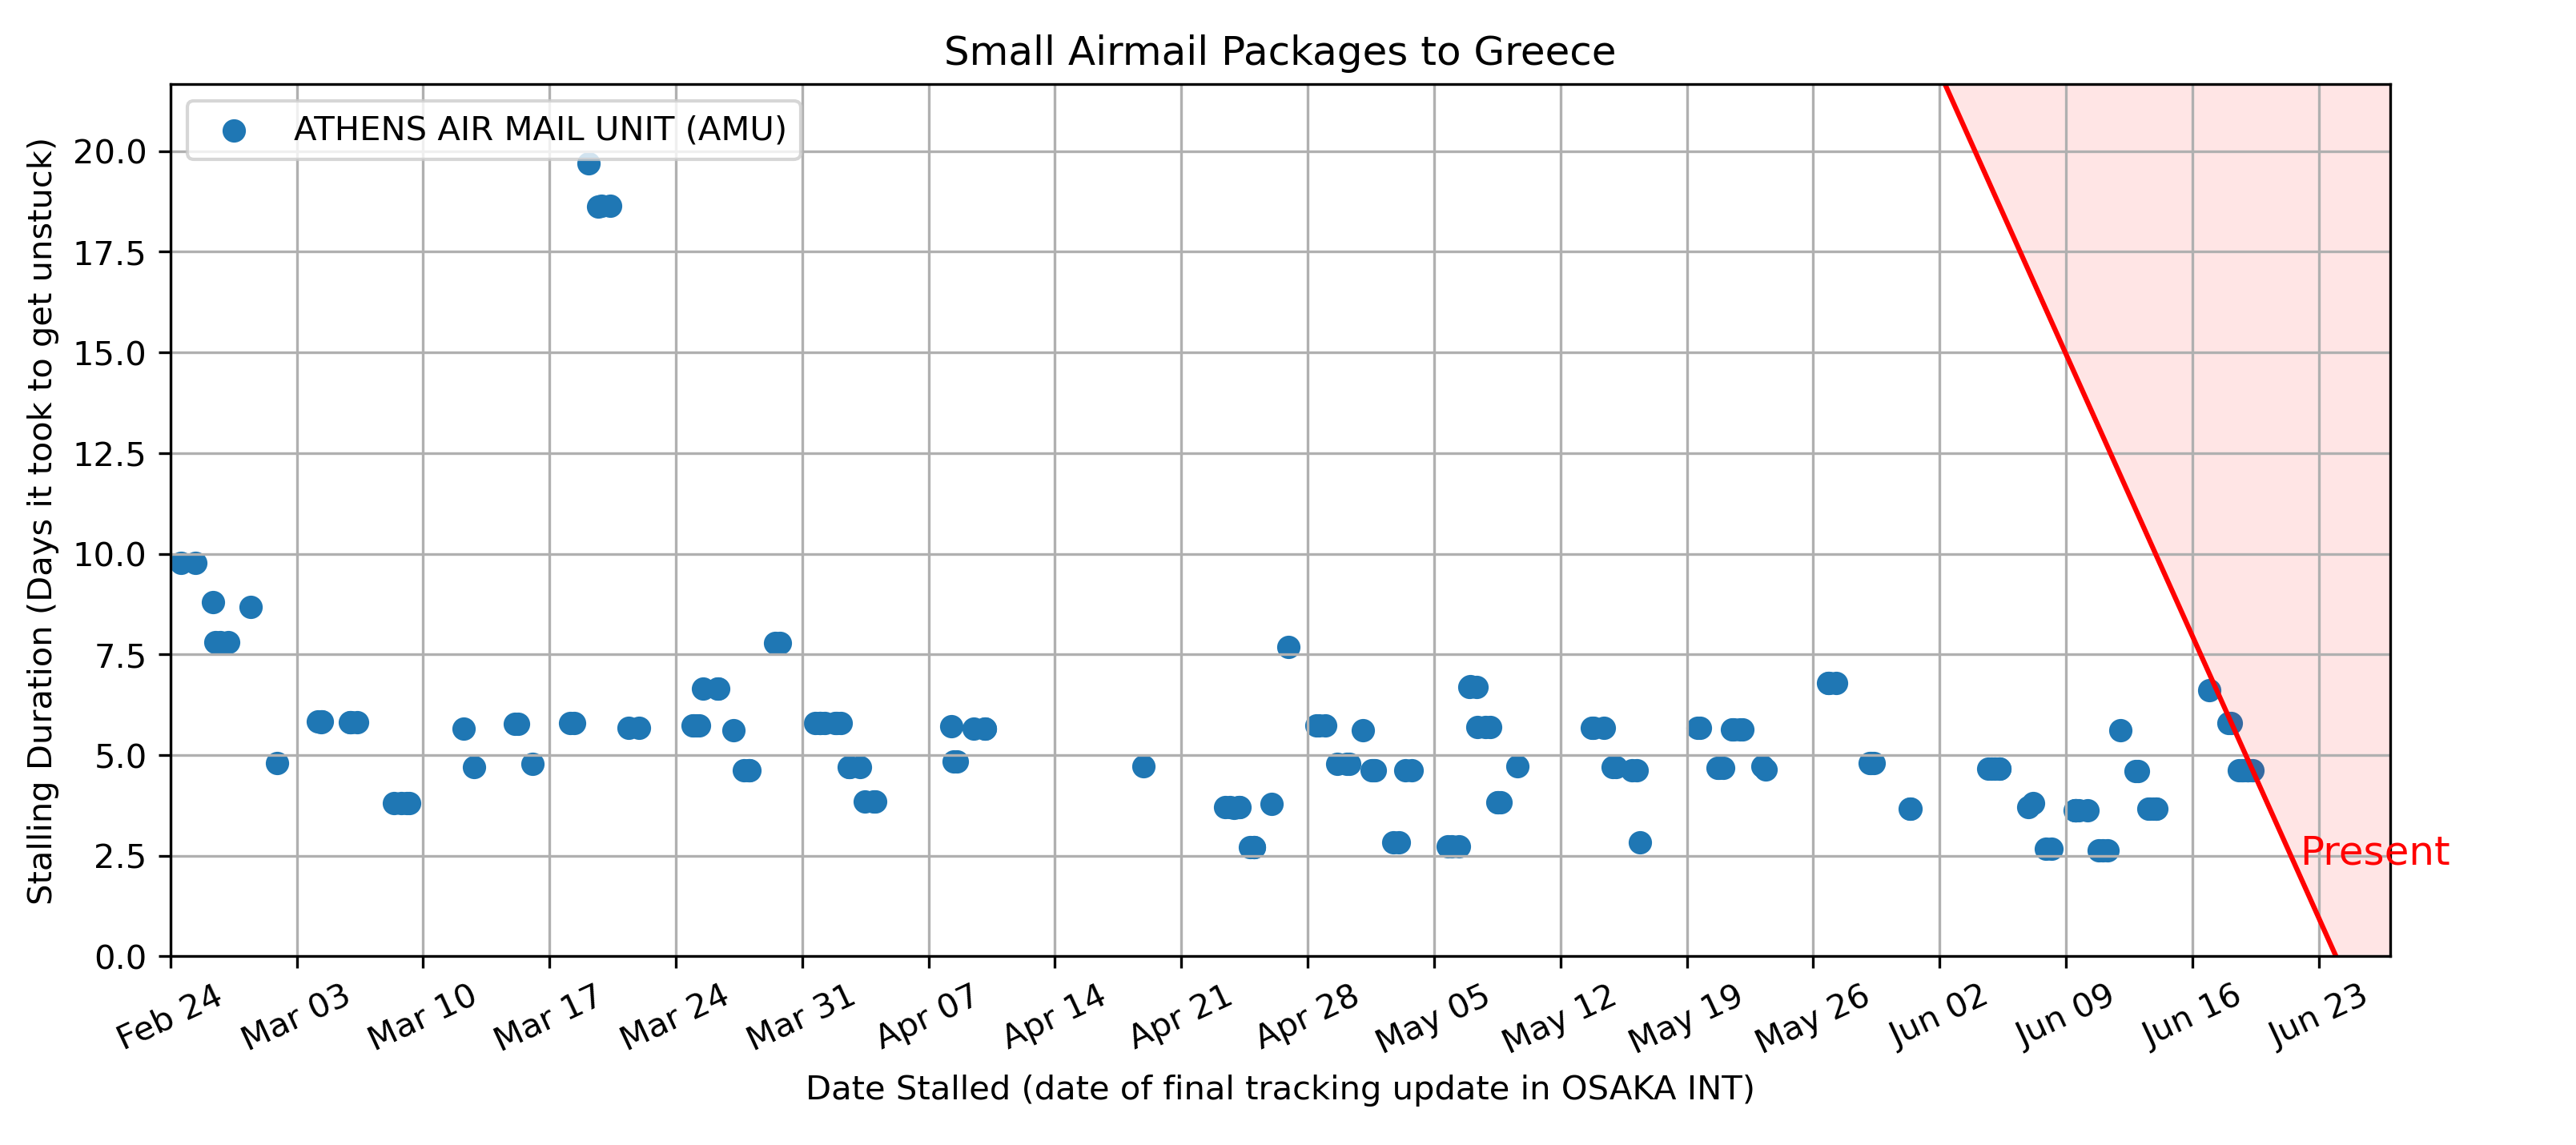 Small Airmail Packages to Greece
ATHENS AIR MAIL UNIT (AMU)
Stalling Duration (Days it took to get unstuck)
20.0
17.5
15.0
12.5
10.0
7.5
5.0
2.5
0.0
Present
Feb 24
Mar 03
Mar 10
Mar 17
Mar 24
Mar 31
Apr 07
Apr 14
Apr 21
Apr 28
May 05
May 12
May 19
May 26
Jun 02
Jun 09
Jun 16
Jun 23
Date Stalled (date of final tracking update in OSAKA INT)